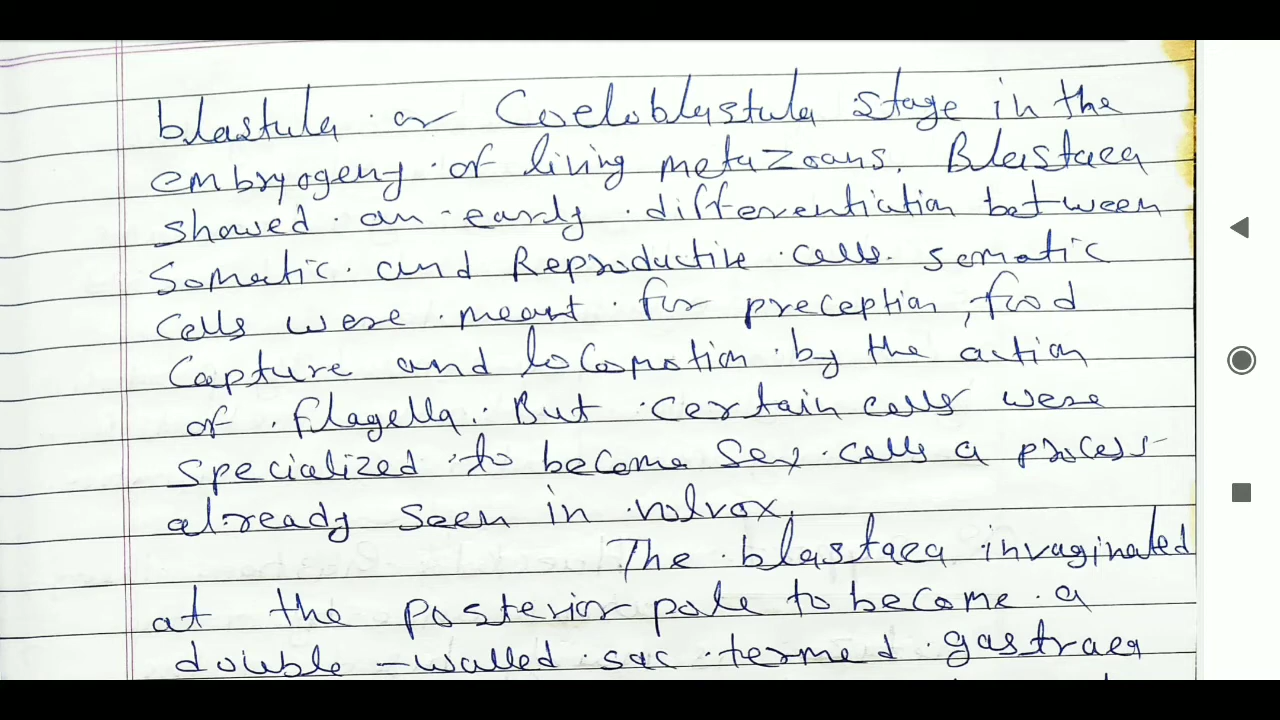 blastula or Coeloblastula stage in the
embryogeny of living metazoans. Blastaea
showed an early differentiation between
Somatic and Reproductive cells. somatic
cells were meant for preception, food
Capture and locomotion by the action
of flagella. But certain cells were
specialized to become sex cells a process
already seen in volvox.
The blastaea invaginated
at the posterior pole to become a
double-walled sac termed gastraea